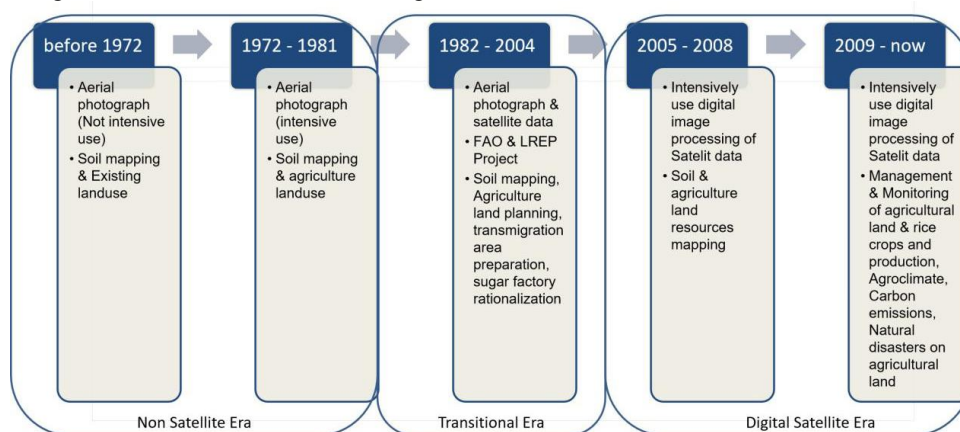 before 1972
• Aerial
photograph
(Not intensive
use)
• Soil mapping
& Existing
landuse
1972 - 1981
• Aerial
photograph
(intensive
use)
• Soil mapping
& agriculture
landuse
1982 - 2004
• Aerial
photograph &
satellite data
• FAO & LREP
Project
• Soil mapping,
Agriculture
land planning,
transmigration
area
preparation,
sugar factory
rationalization
2005 - 2008
• Intensively
use digital
image
processing of
Satelit data
• Soil &
agriculture
land
resources
mapping
2009 - now
• Intensively
use digital
image
processing of
Satelit data
• Management
& Monitoring
of agricultural
land & rice
crops and
production,
Agroclimate,
Carbon
emissions,
Natural
disasters on
agricultural
land
Non Satellite Era
Transitional Era
Digital Satellite Era